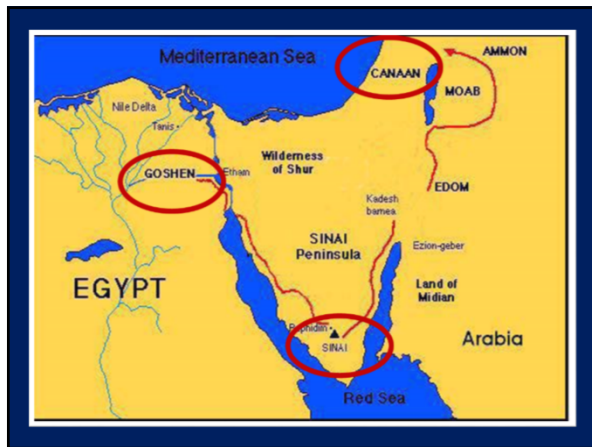 Mediterranean Sea
AMMON
CANAAN
MOAB
Nile Delta
Tanis
Wilderness
of Shur
GOSHEN
Etham
EDOM
Kadesh
barnea
SINAI
Peninsula
Ezion-geber
EGYPT
Land of
Midian
Rephidim
SINAI
Arabia
Red Sea